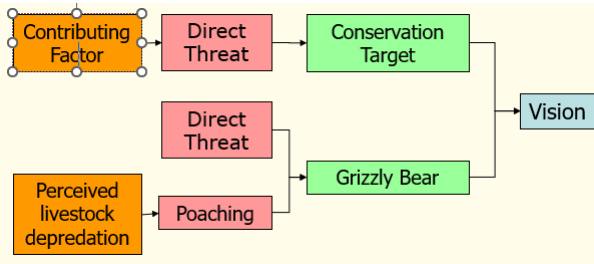 Contributing
Factor
Direct
Threat
Conservation
Target
Vision
Direct
Threat
Grizzly Bear
Perceived
livestock
depredation
Poaching